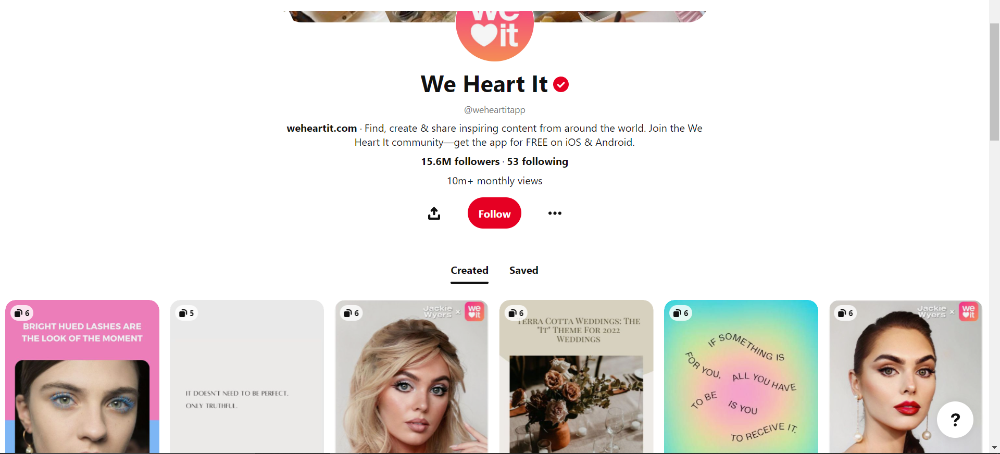 we
it
We Heart It
@weheartitapp
weheartit.com · Find, create & share inspiring content from around the world. Join the We
Heart It community—get the app for FREE on iOS & Android.
15.6M followers · 53 following
10m+ monthly views
Follow
Created
Saved
6
BRIGHT HUED LASHES ARE
THE LOOK OF THE MOMENT
5
IT DOESN'T NEED TO BE PERFECT.
ONLY TRUTHFUL.
6
Jackie
Wyers × we
it
6
TERRA COTTA WEDDINGS: THE
"IT" THEME FOR 2022
WEDDINGS
6
IF SOMETHING IS
FOR YOU, ALL YOU HAVE
TO BE IS YOU
TO RECEIVE IT.
6
Jackie
Wyers × we
it
?